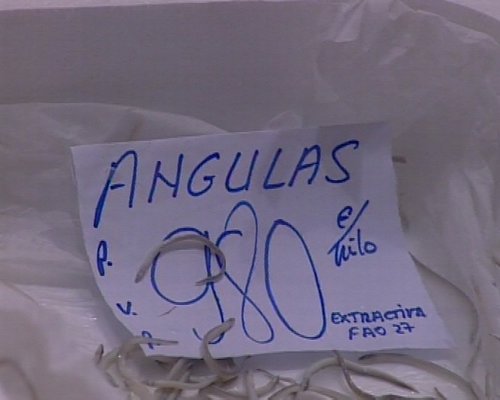 ANGULAS
P.V.P. 980 €/kilo
EXTRACTIVA
FAO 27